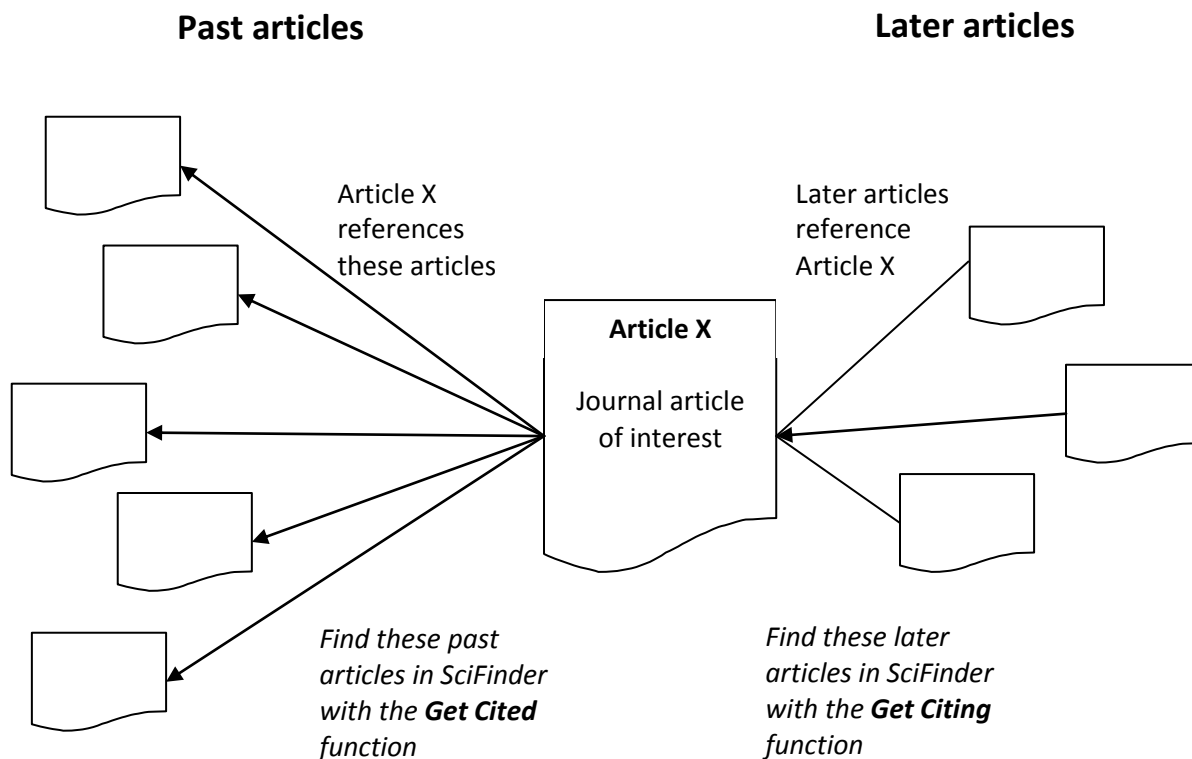 Past articles
Later articles
Article X
references
these articles
Later articles
reference
Article X
Article X
Journal article
of interest
Find these past
articles in SciFinder
with the Get Cited
function
Find these later
articles in SciFinder
with the Get Citing
function